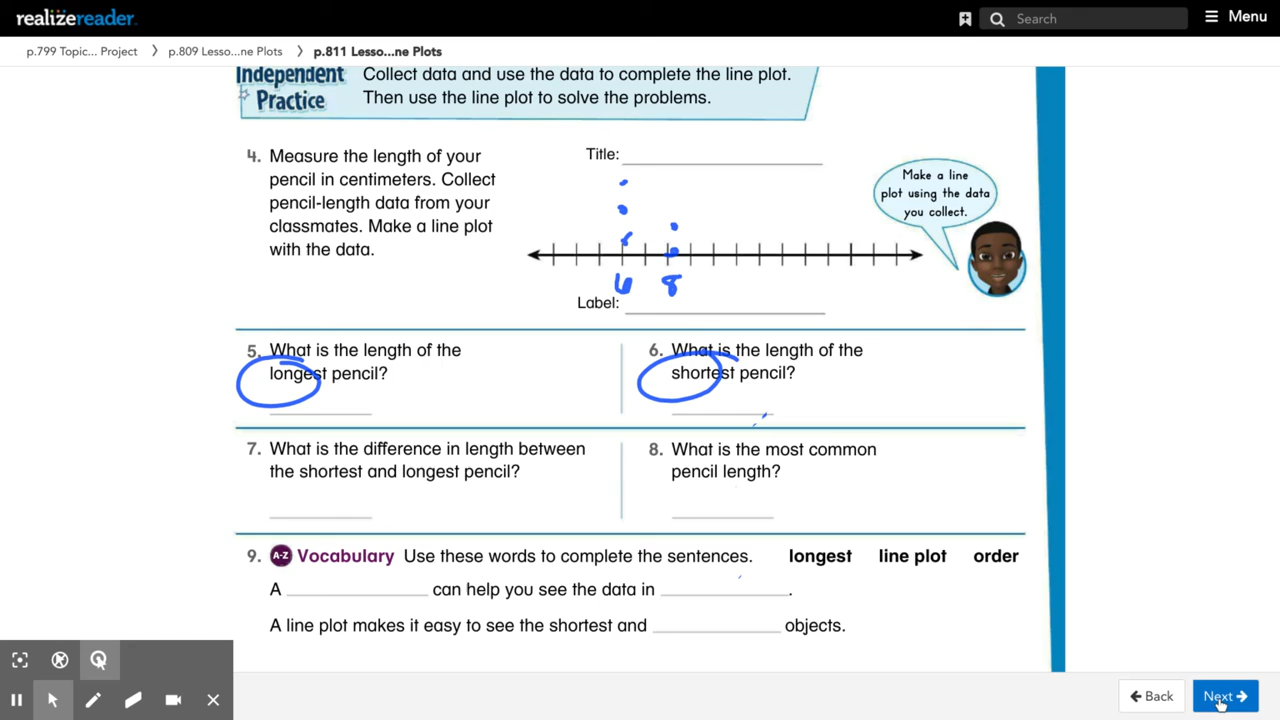 realizereader.
Search
Menu
p.799 Topic... Project
p.809 Lesso...ne Plots
p.811 Lesso...ne Plots
Independent
Practice
Collect data and use the data to complete the line plot.
Then use the line plot to solve the problems.
4. Measure the length of your
pencil in centimeters. Collect
pencil-length data from your
classmates. Make a line plot
with the data.
Title:
6 8
Label:
Make a line
plot using the data
you collect.
5. What is the length of the
longest pencil?
6. What is the length of the
shortest pencil?
7. What is the difference in length between
the shortest and longest pencil?
8. What is the most common
pencil length?
9. A-Z Vocabulary Use these words to complete the sentences. longest line plot order
A can help you see the data in .
A line plot makes it easy to see the shortest and objects.
Back
Next